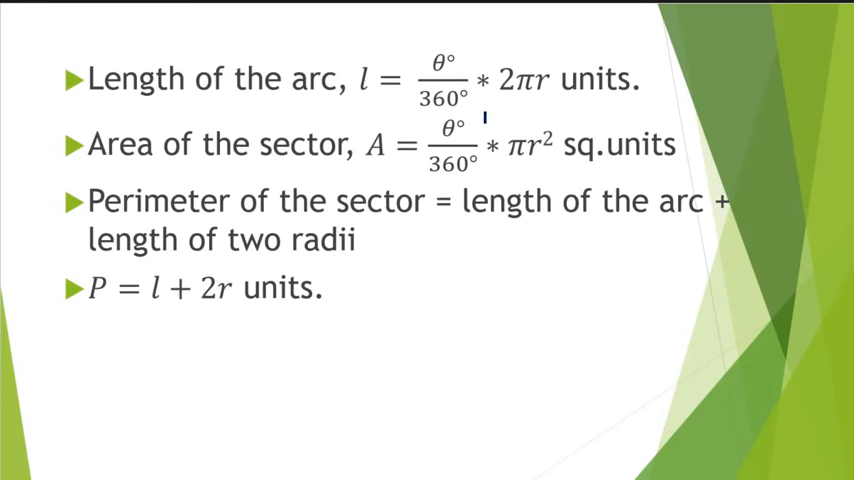 Length of the arc, l = θ°/360° * 2πr units.
Area of the sector, A = θ°/360° * πr² sq.units
Perimeter of the sector = length of the arc +
length of two radii
P = l + 2r units.